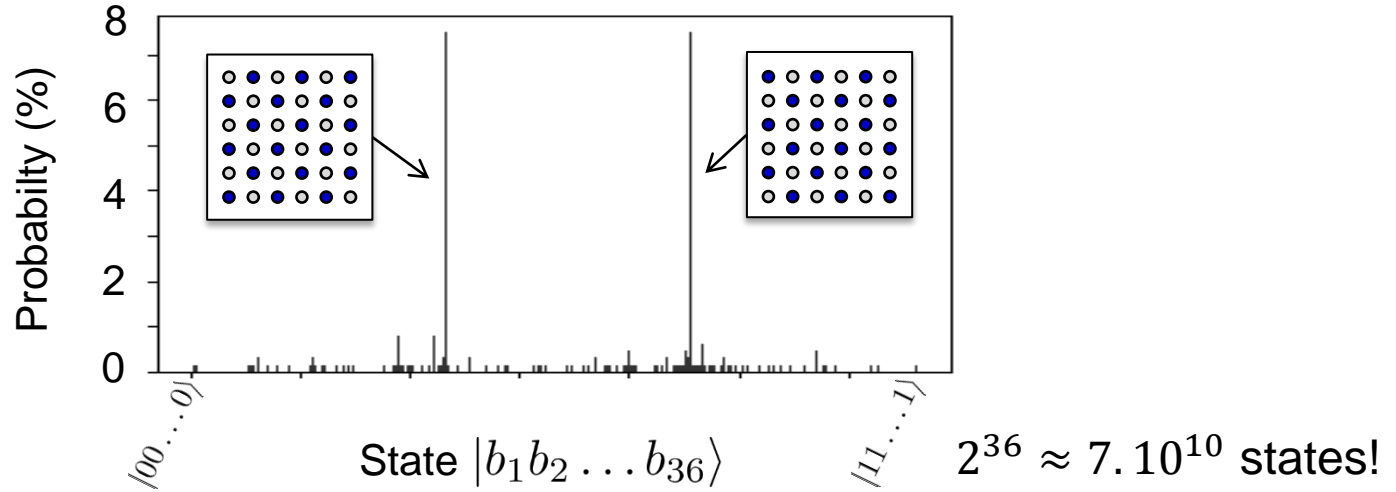 8
6
4
2
0
Probabilty (%)
|00 . . . . 0⟩
State |b₁b₂ . . . b₃₆⟩
|11 . . . . 1⟩
2³⁶ ≈ 7. 10¹⁰ states!